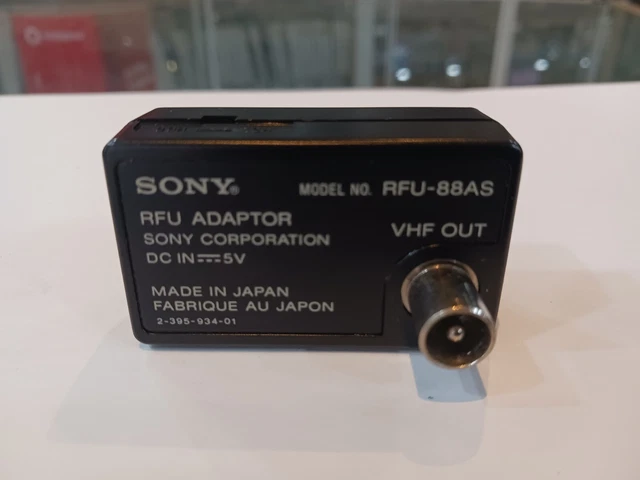 SONY®
MODEL NO. RFU-88AS
RFU ADAPTOR
SONY CORPORATION
DC IN ⎓ 5V
VHF OUT
MADE IN JAPAN
FABRIQUE AU JAPON
2-395-934-01